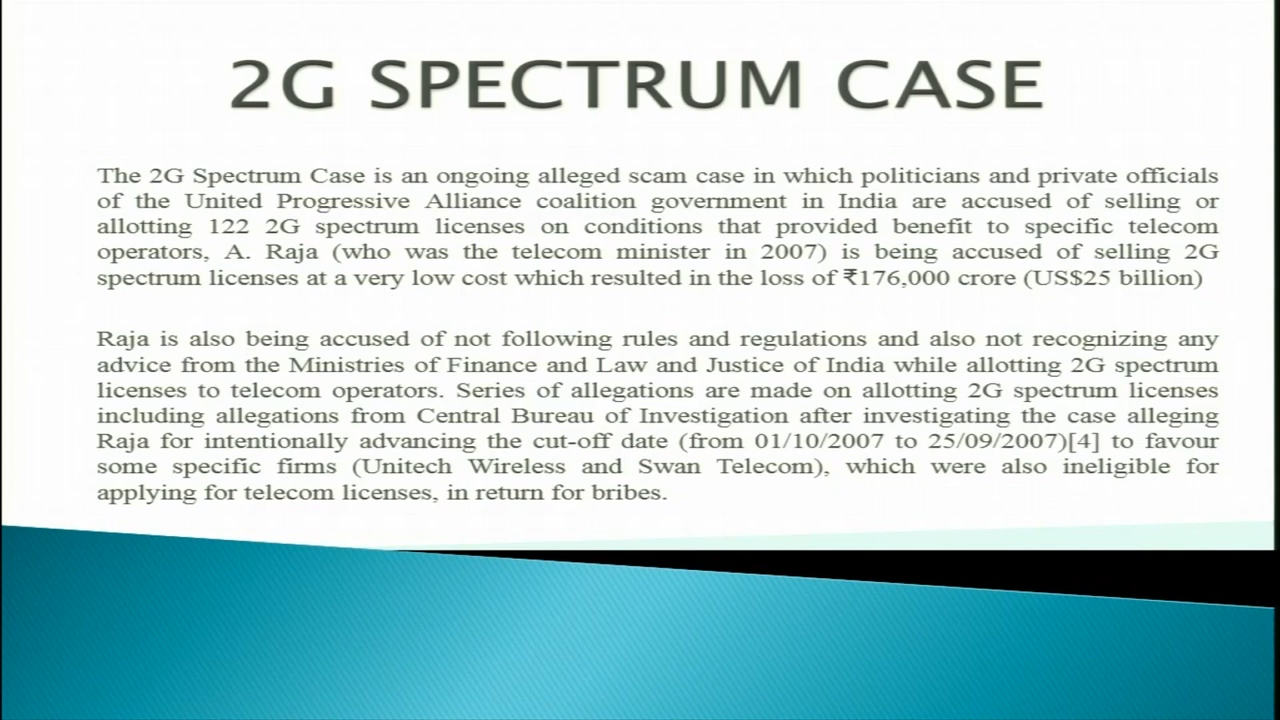 2G SPECTRUM CASE
The 2G Spectrum Case is an ongoing alleged scam case in which politicians and private officials
of the United Progressive Alliance coalition government in India are accused of selling or
allotting 122 2G spectrum licenses on conditions that provided benefit to specific telecom
operators, A. Raja (who was the telecom minister in 2007) is being accused of selling 2G
spectrum licenses at a very low cost which resulted in the loss of ₹176,000 crore (US$25 billion)
Raja is also being accused of not following rules and regulations and also not recognizing any
advice from the Ministries of Finance and Law and Justice of India while allotting 2G spectrum
licenses to telecom operators. Series of allegations are made on allotting 2G spectrum licenses
including allegations from Central Bureau of Investigation after investigating the case alleging
Raja for intentionally advancing the cut-off date (from 01/10/2007 to 25/09/2007)[4] to favour
some specific firms (Unitech Wireless and Swan Telecom), which were also ineligible for
applying for telecom licenses, in return for bribes.